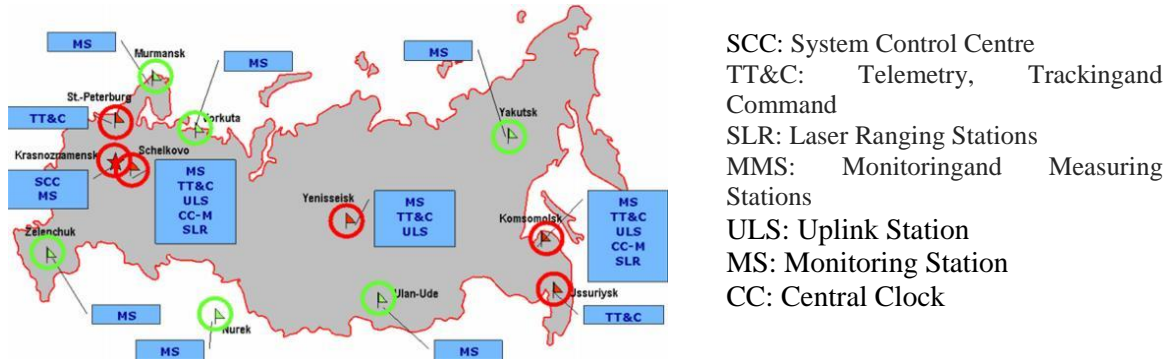 MS
Murmansk
MS
MS
St.-Peterburg
TT&C
Vorkuta
Yakutsk
Krasnoznamensk
Schelkovo
SCC
MS
MS
TT&C
ULS
CC-M
SLR
Yenisseisk
MS
TT&C
ULS
Komsomolsk
MS
TT&C
ULS
CC-M
SLR
Zelenchuk
MS
Nurek
MS
Ulan-Ude
MS
Ussuriysk
TT&C
SCC: System Control Centre
TT&C: Telemetry, Trackingand
Command
SLR: Laser Ranging Stations
MMS: Monitoringand Measuring
Stations
ULS: Uplink Station
MS: Monitoring Station
CC: Central Clock